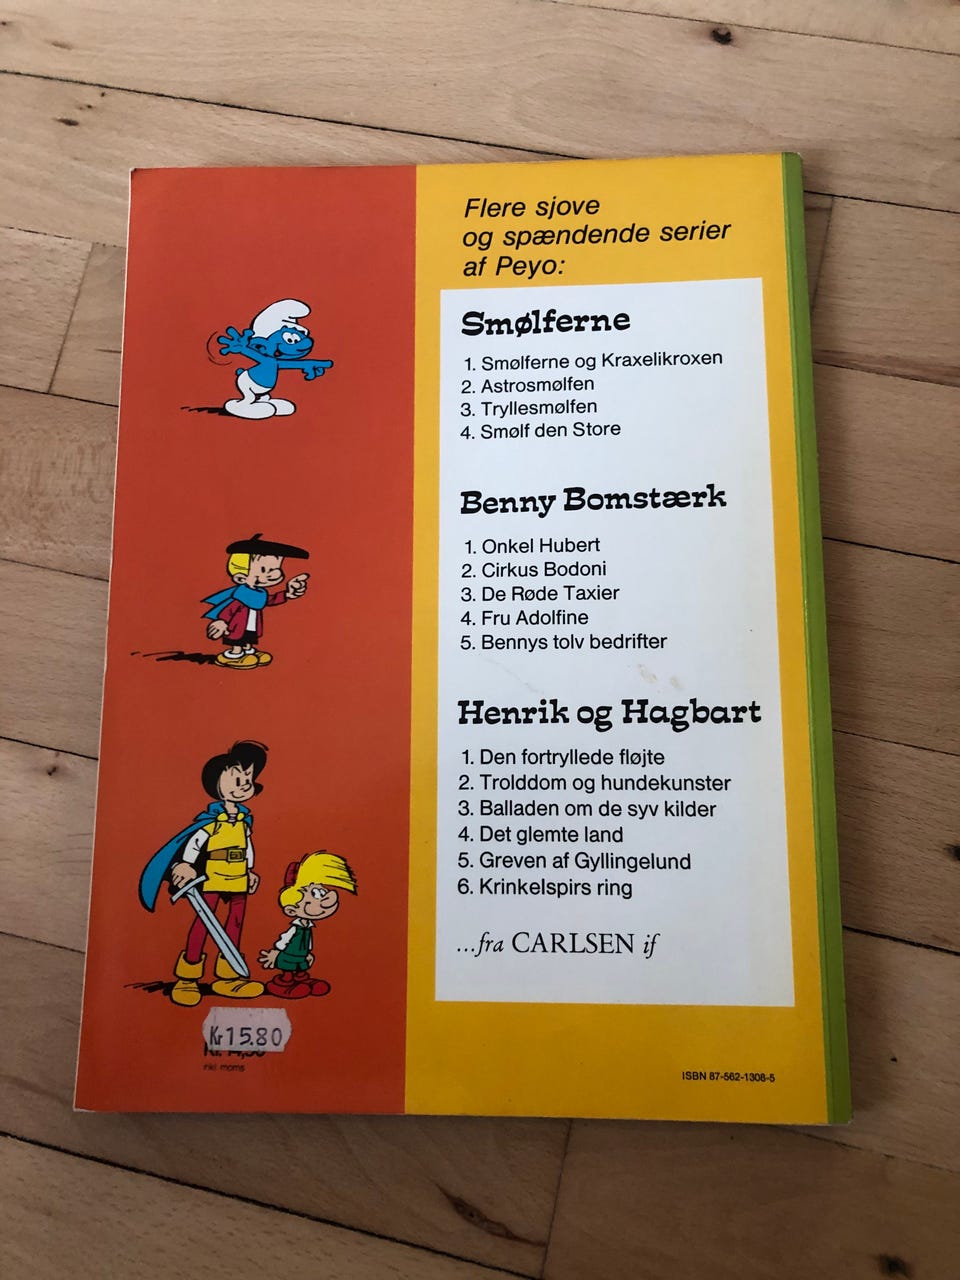 Flere sjove
og spændende serier
af Peyo:
Smølferne
1. Smølferne og Kraxelikroxen
2. Astrosmølfen
3. Tryllesmølfen
4. Smølf den Store
Benny Bomstærk
1. Onkel Hubert
2. Cirkus Bodoni
3. De Røde Taxier
4. Fru Adolfine
5. Bennys tolv bedrifter
Henrik og Hagbart
1. Den fortryllede fløjte
2. Trolddom og hundekunster
3. Balladen om de syv kilder
4. Det glemte land
5. Greven af Gyllingelund
6. Krinkelspirs ring
...fra CARLSEN if
Kr 15.80
inkl. moms
ISBN 87-562-1308-5